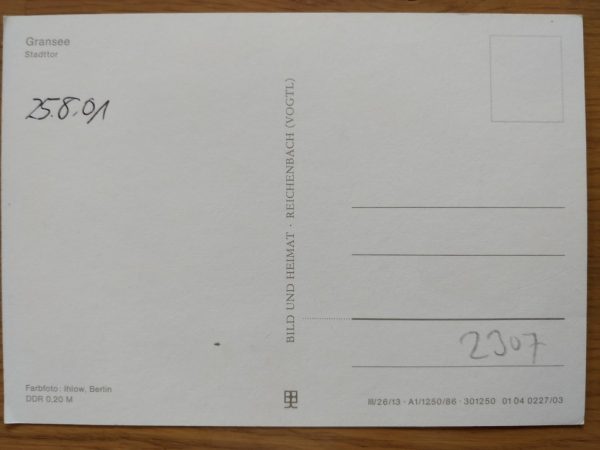 Gransee
Stadttor
25.8.01
BILD UND HEIMAT · REICHENBACH (VOGTL)
2307
Farbfoto: Ihlow, Berlin
DDR 0,20 M
III/26/13 · A1/1250/86 · 301250 01 04 0227/03